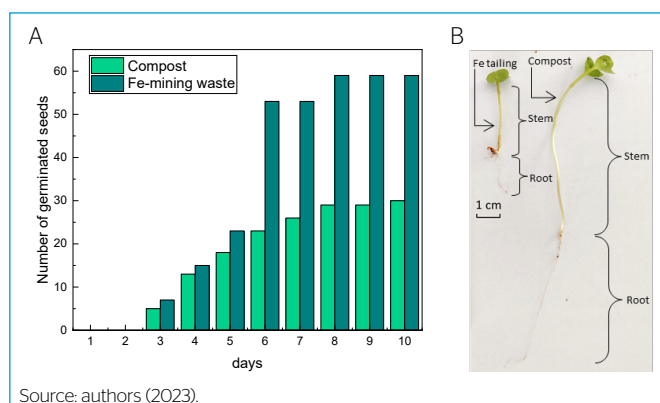 A
Compost
Fe-mining waste
Number of germinated seeds
60
50
40
30
20
10
0
1 2 3 4 5 6 7 8 9 10
days
B
Fe tailing
Compost
Stem
Root
1 cm
Stem
Root
Source: authors (2023).